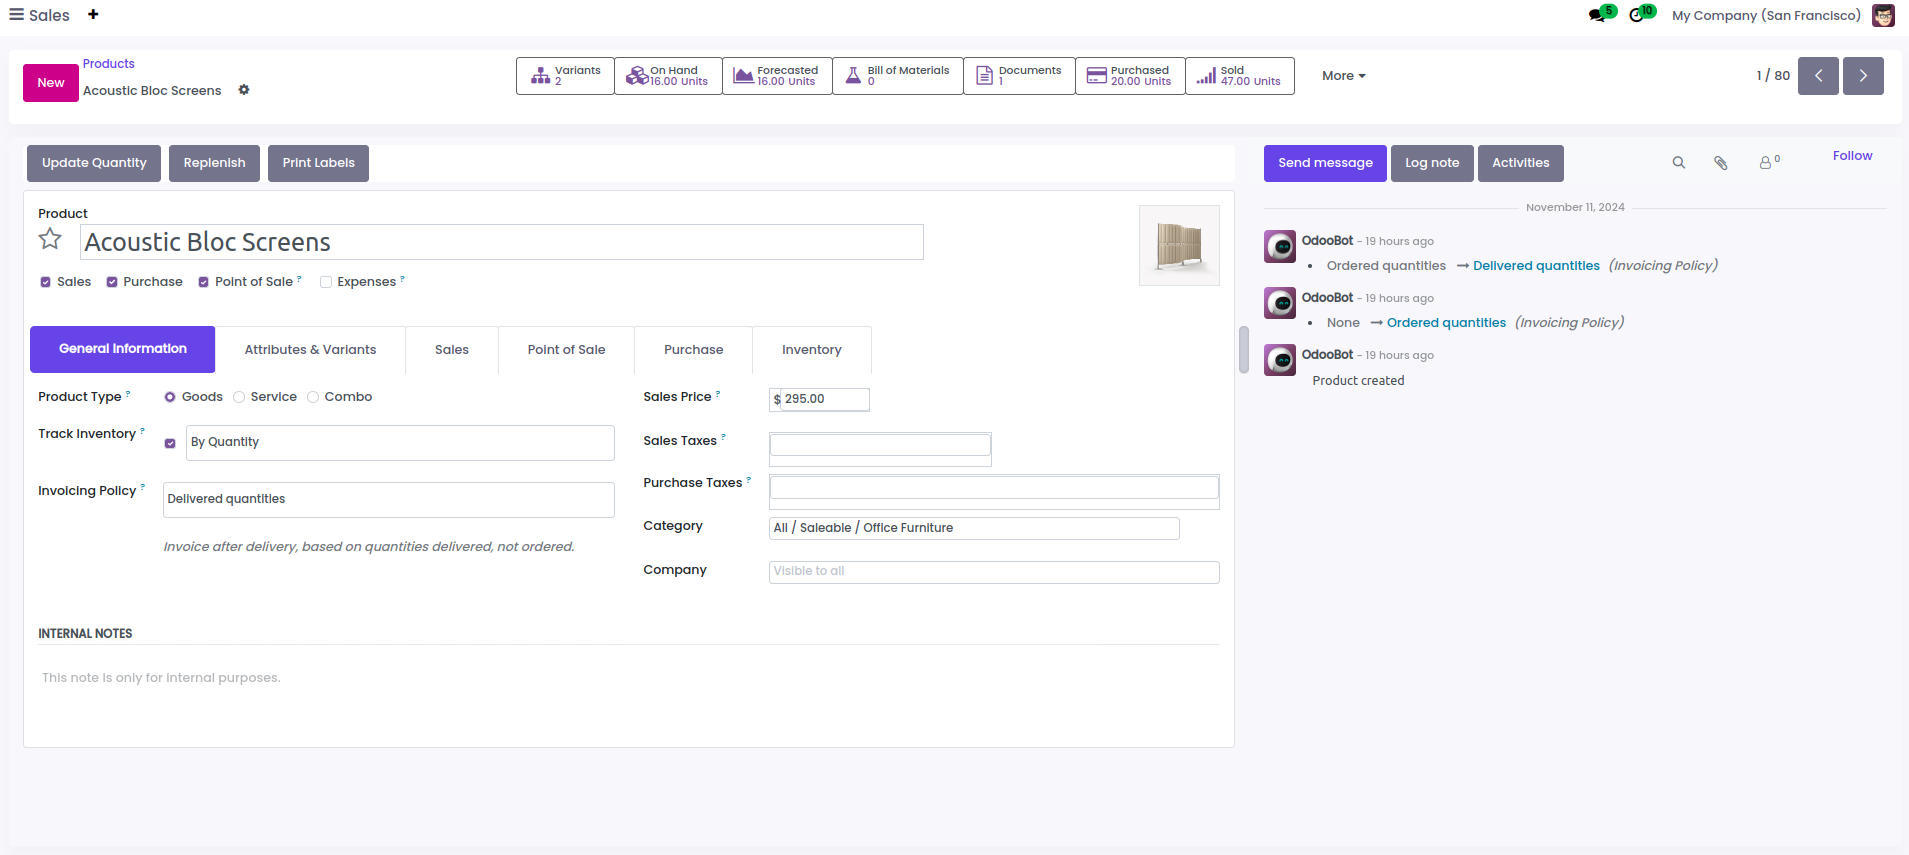 Sales +
5 10 My Company (San Francisco)
New
Products
Acoustic Bloc Screens
Variants
2
On Hand
16.00 Units
Forecasted
16.00 Units
Bill of Materials
0
Documents
1
Purchased
20.00 Units
Sold
47.00 Units
More
1 / 80
Update Quantity Replenish Print Labels
Send message Log note Activities 0 Follow
Product
Acoustic Bloc Screens
Sales Purchase Point of Sale ? Expenses ?
General Information Attributes & Variants Sales Point of Sale Purchase Inventory
Product Type ? Goods Service Combo
Track Inventory ? By Quantity
Invoicing Policy ? Delivered quantities
Invoice after delivery, based on quantities delivered, not ordered.
Sales Price ? $ 295.00
Sales Taxes ?
Purchase Taxes ?
Category All / Saleable / Office Furniture
Company Visible to all
INTERNAL NOTES
This note is only for internal purposes.
November 11, 2024
OdooBot - 19 hours ago
• Ordered quantities → Delivered quantities (Invoicing Policy)
OdooBot - 19 hours ago
• None → Ordered quantities (Invoicing Policy)
OdooBot - 19 hours ago
Product created